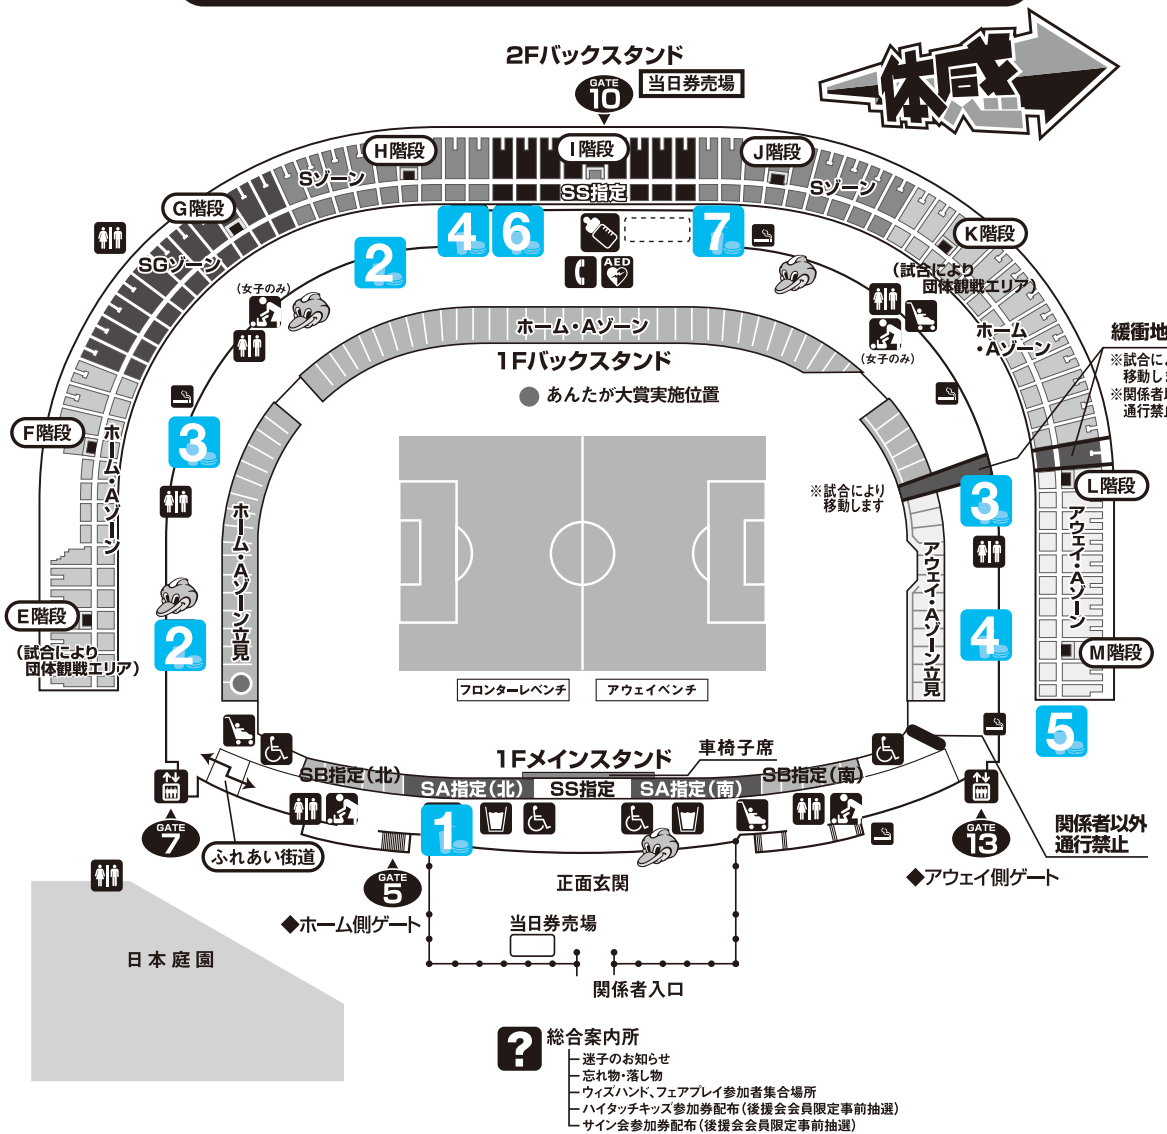 体感
2Fバックスタンド
GATE
10
当日券売場
H階段
I階段
J階段
Sゾーン
SS指定
Sゾーン
G階段
K階段
SGゾーン
4
6
7
2
AED
(試合により
団体観戦エリア)
(女子のみ)
(女子のみ)
ホーム・Aゾーン
ホーム
・Aゾーン
1Fバックスタンド
あんたが大賞実施位置
緩衝地
※試合によ
移動しま
※関係者以
通行禁止
F階段
3
ホーム・Aゾーン
※試合により
移動します
3
L階段
ホーム・Aゾーン立見
アウェイ・Aゾーン立見
アウェイ・Aゾーン
E階段
(試合により
団体観戦エリア)
2
4
M階段
フロンターレベンチ
アウェイベンチ
5
1Fメインスタンド
車椅子席
SB指定(北)
SA指定(北)
SS指定
SA指定(南)
SB指定(南)
1
GATE
7
ふれあい街道
GATE
5
◆ホーム側ゲート
正面玄関
GATE
13
◆アウェイ側ゲート
関係者以外
通行禁止
当日券売場
関係者入口
日本庭園
?
総合案内所
迷子のお知らせ
忘れ物・落し物
ウィズハンド、フェアプレイ参加者集合場所
ハイタッチキッズ参加券配布(後援会会員限定事前抽選)
サイン会参加券配布(後援会会員限定事前抽選)